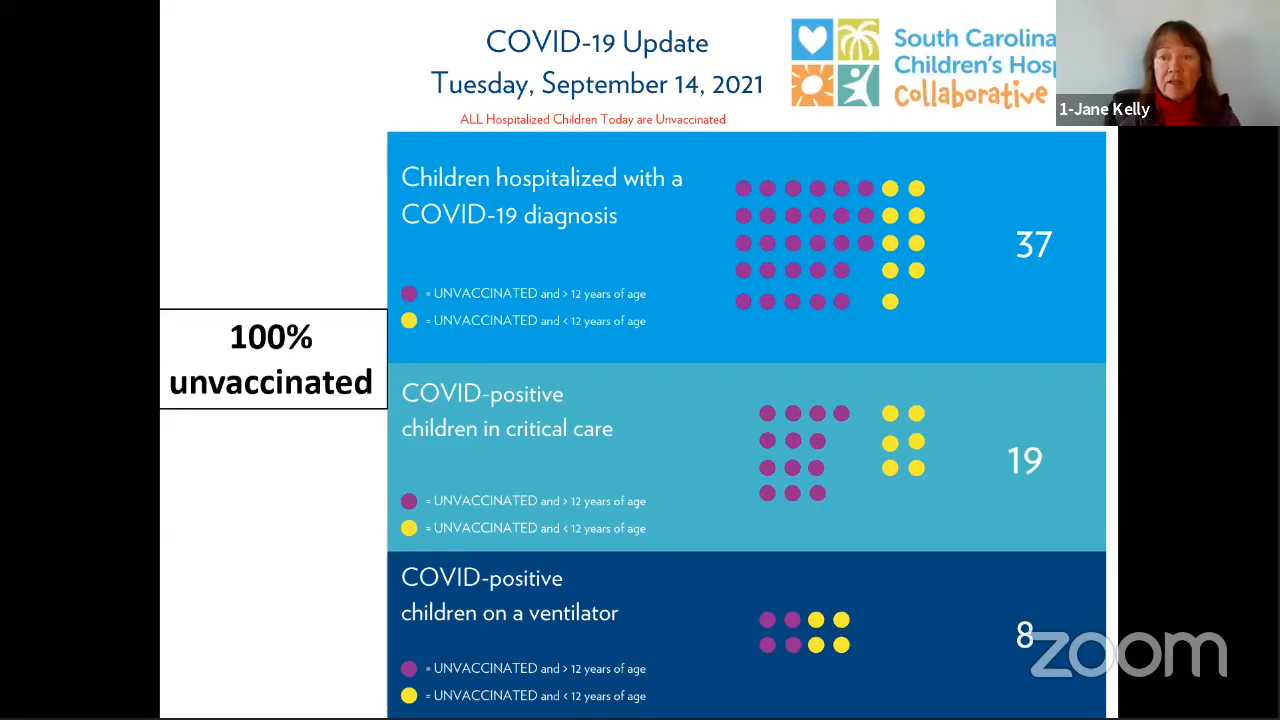 COVID-19 Update
Tuesday, September 14, 2021
ALL Hospitalized Children Today are Unvaccinated
South Carolina
Children's Hosp
Collaborative
1-Jane Kelly
Children hospitalized with a
COVID-19 diagnosis
37
= UNVACCINATED and > 12 years of age
= UNVACCINATED and < 12 years of age
100%
unvaccinated
COVID-positive
children in critical care
19
= UNVACCINATED and > 12 years of age
= UNVACCINATED and < 12 years of age
COVID-positive
children on a ventilator
8
zoom
= UNVACCINATED and > 12 years of age
= UNVACCINATED and < 12 years of age